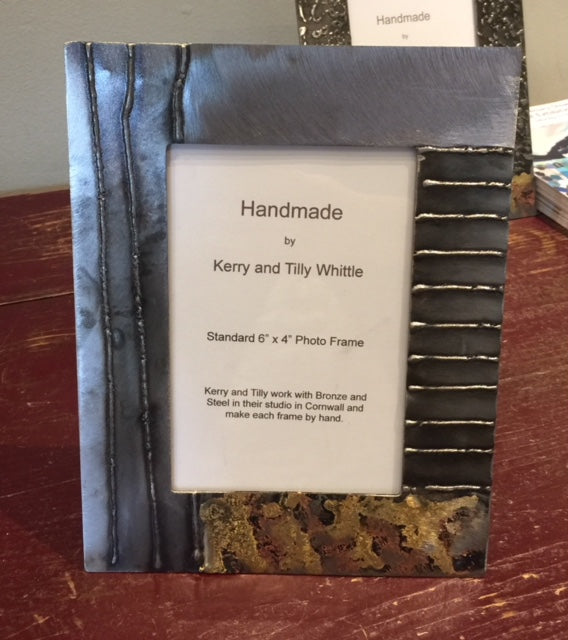 Handmade
by
Handmade
by
Kerry and Tilly Whittle
Standard 6" x 4" Photo Frame
Kerry and Tilly work with Bronze and
Steel in their studio in Cornwall and
make each frame by hand.